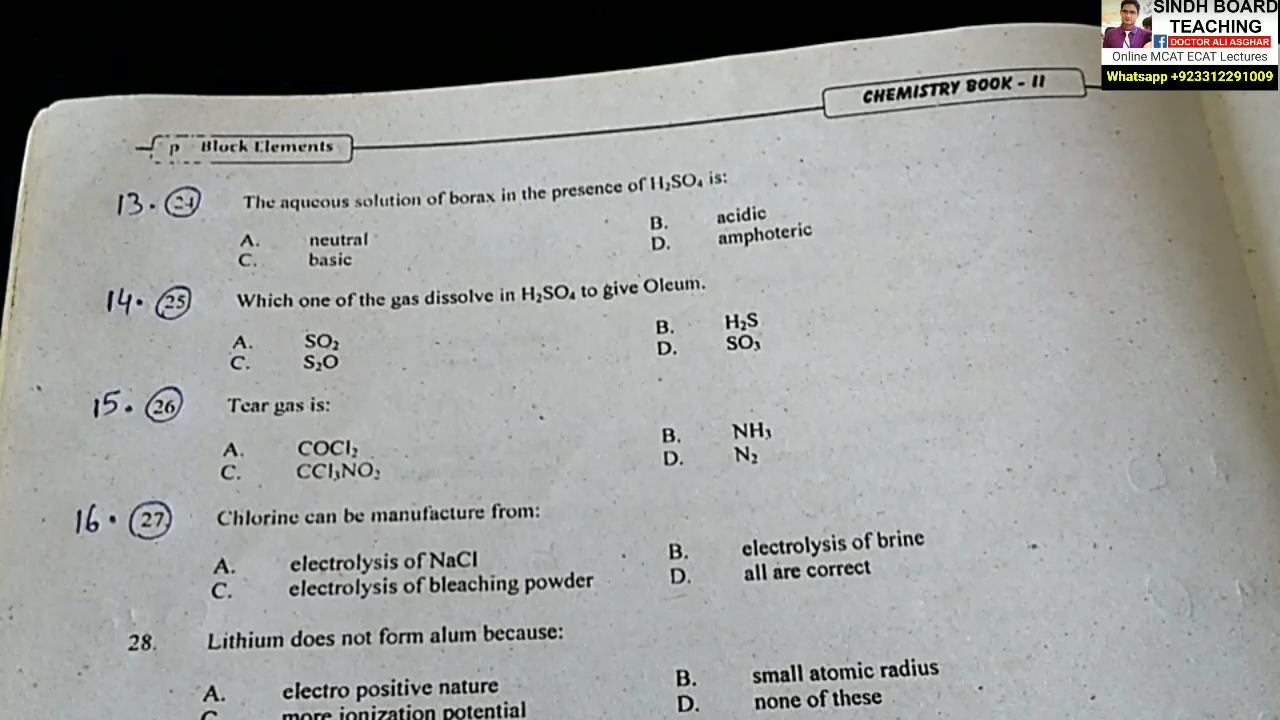 SINDH BOARD
TEACHING
DOCTOR ALI ASGHAR
Online MCAT ECAT Lectures
Whatsapp +923312291009
CHEMISTRY BOOK - II
p Block Elements
13. 24 The aqueous solution of borax in the presence of H₂SO₄ is:
A. neutral B. acidic
C. basic D. amphoteric
14. 25 Which one of the gas dissolve in H₂SO₄ to give Oleum.
A. SO₂ B. H₂S
C. S₂O D. SO₃
15. 26 Tear gas is:
A. COCl₂ B. NH₃
C. CCl₃NO₂ D. N₂
16. 27 Chlorine can be manufacture from:
A. electrolysis of NaCl B. electrolysis of brine
C. electrolysis of bleaching powder D. all are correct
28. Lithium does not form alum because:
A. electro positive nature B. small atomic radius
C. more ionization potential D. none of these